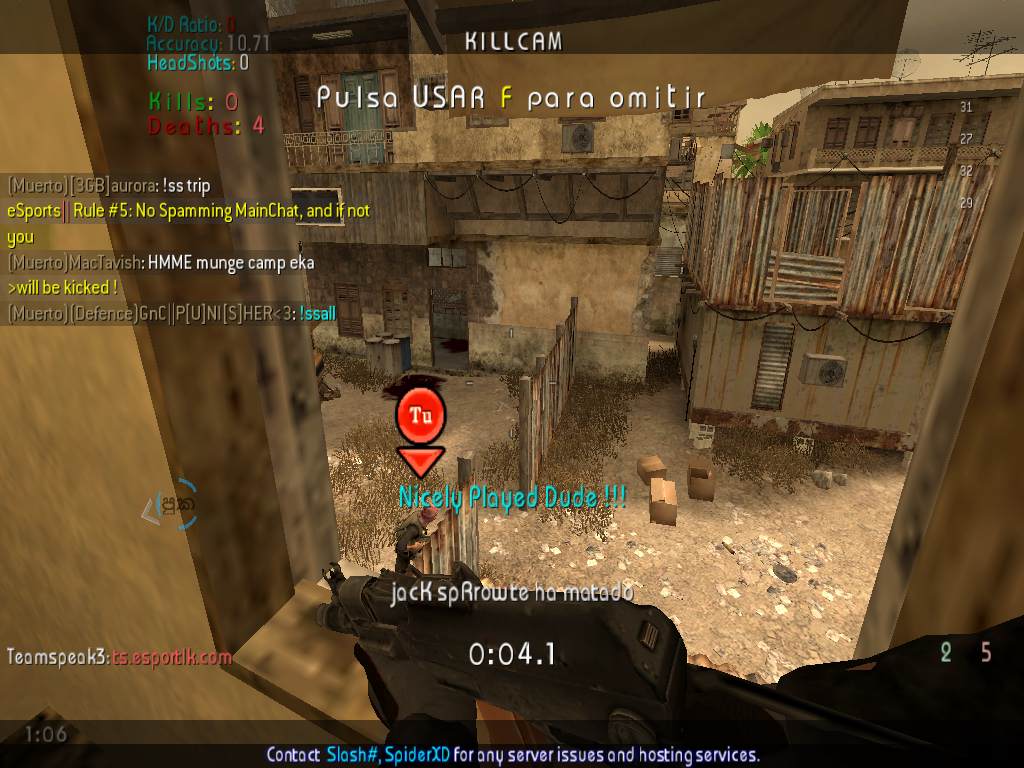 K/D Ratio: 0
Accuracy: 10.71
HeadShots: 0
Kills: 0
Deaths: 4
KILLCAM
Pulsa USAR F para omitir
31
27
32
29
(Muerto)[3GB]aurora: !ss trip
eSports|| Rule #5: No Spamming MainChat, and if not
you
(Muerto)MacTavish: HMME munge camp eka
>will be kicked !
(Muerto)(Defence)GnC||P[U]NI[S]HER<3: !ssall
Tu
Nicely Played Dude !!!
jacK spRrowte ha matado
0:04.1
Teamspeak3:ts.esportlk.com
2 5
1:06
Contact Slash#, SpiderXD for any server issues and hosting services.